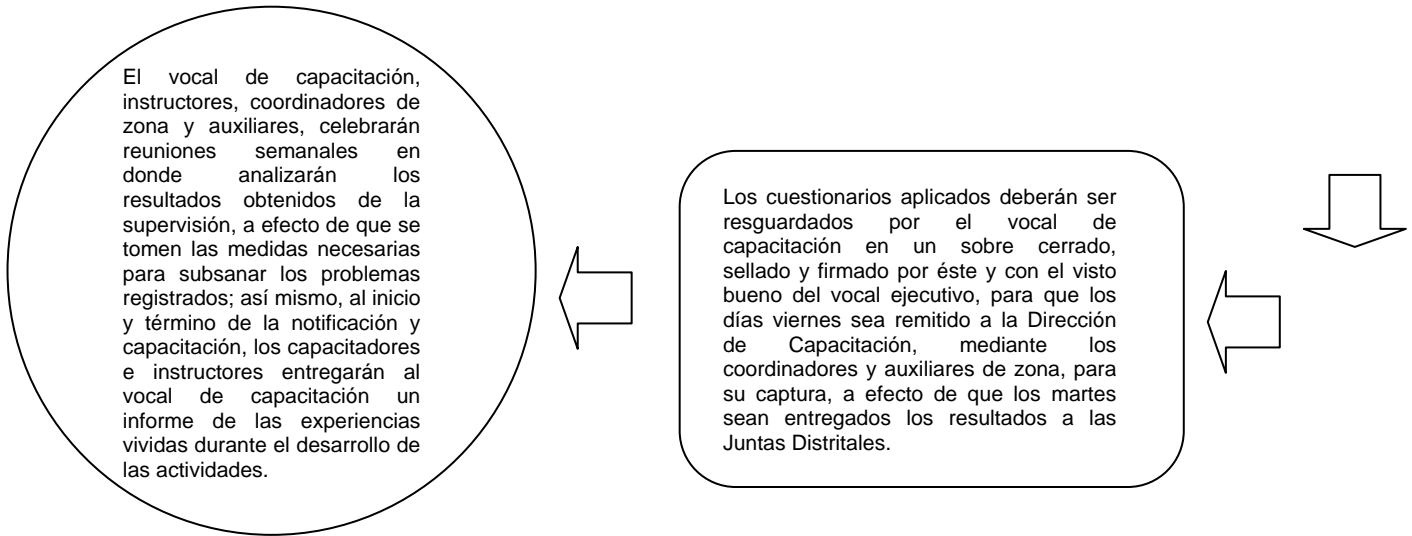 El vocal de capacitación,
instructores, coordinadores de
zona y auxiliares, celebrarán
reuniones semanales en
donde analizarán los
resultados obtenidos de la
supervisión, a efecto de que se
tomen las medidas necesarias
para subsanar los problemas
registrados; así mismo, al inicio
y término de la notificación y
capacitación, los capacitadores
e instructores entregarán al
vocal de capacitación un
informe de las experiencias
vividas durante el desarrollo de
las actividades.
Los cuestionarios aplicados deberán ser
resguardados por el vocal de
capacitación en un sobre cerrado,
sellado y firmado por éste y con el visto
bueno del vocal ejecutivo, para que los
días viernes sea remitido a la Dirección
de Capacitación, mediante los
coordinadores y auxiliares de zona, para
su captura, a efecto de que los martes
sean entregados los resultados a las
Juntas Distritales.